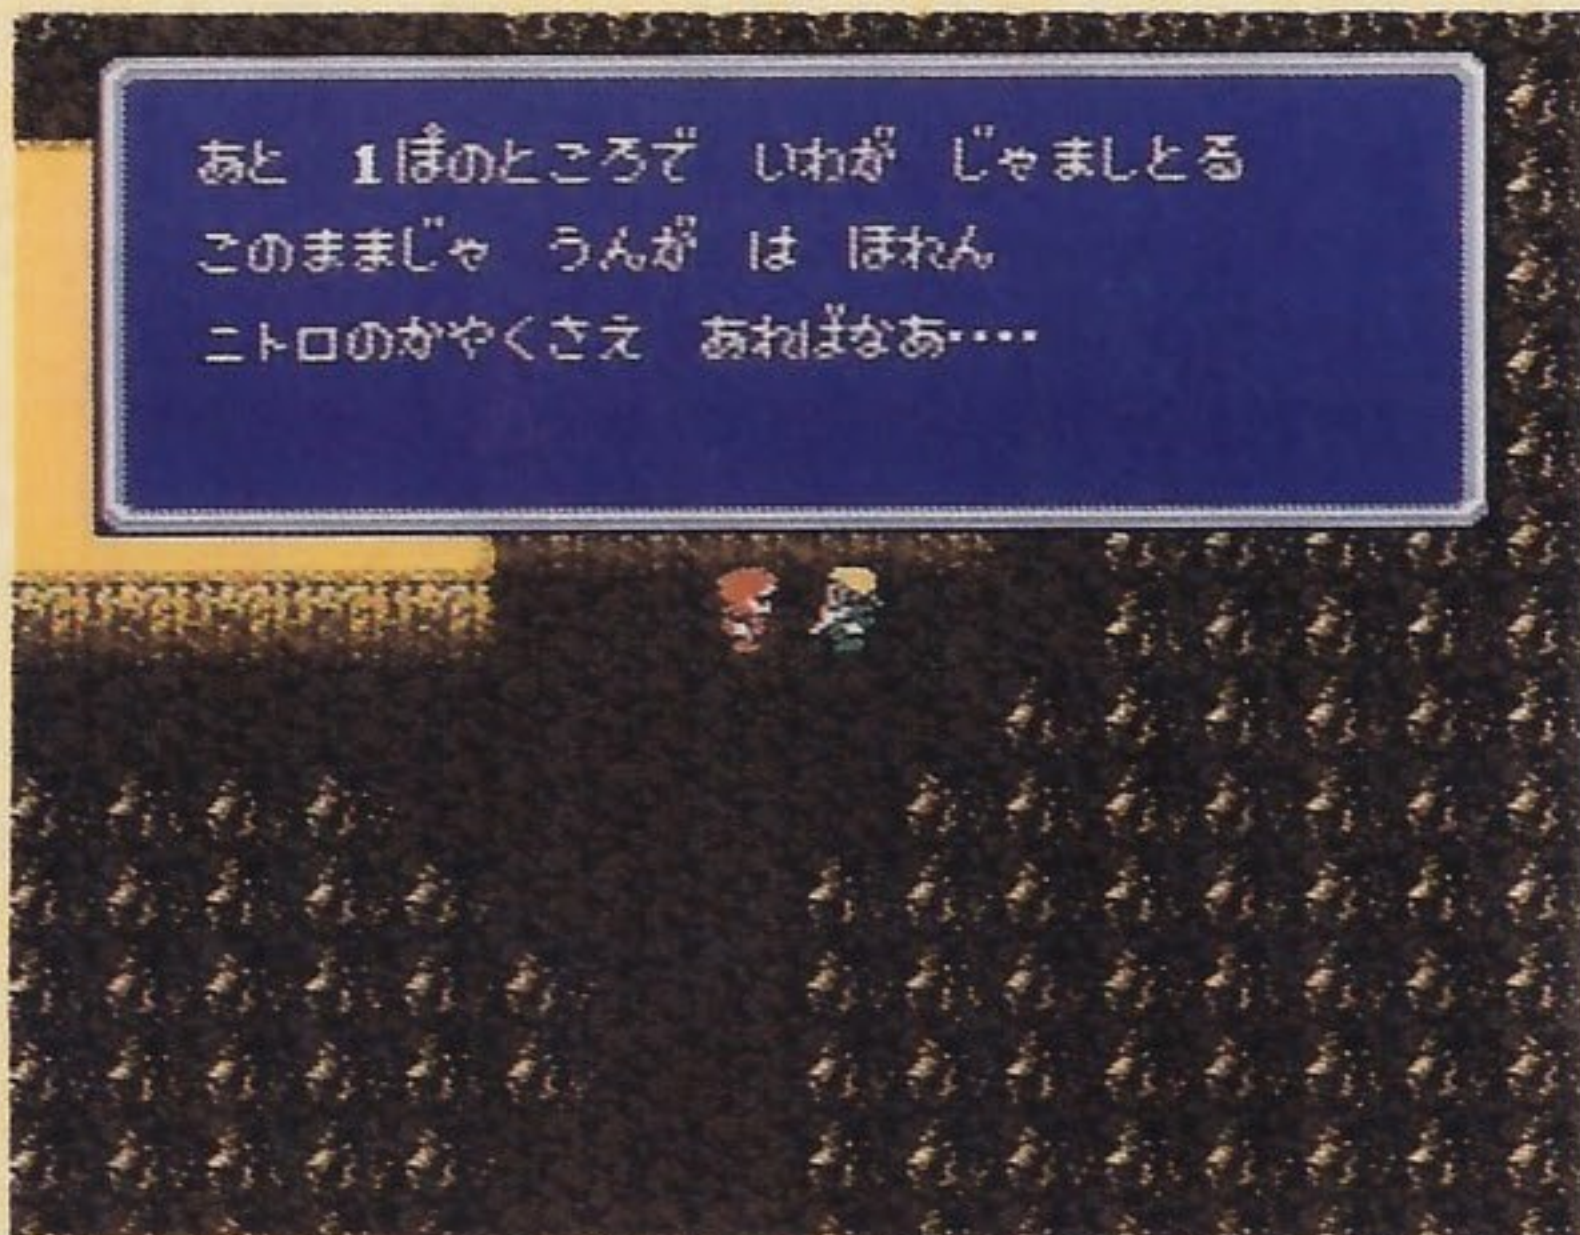 あと　1ぽのところで　いわが　じゃましとる
このままじゃ　うんが　は　ほれん
ニトロのかやくさえ　あればなあ‥‥